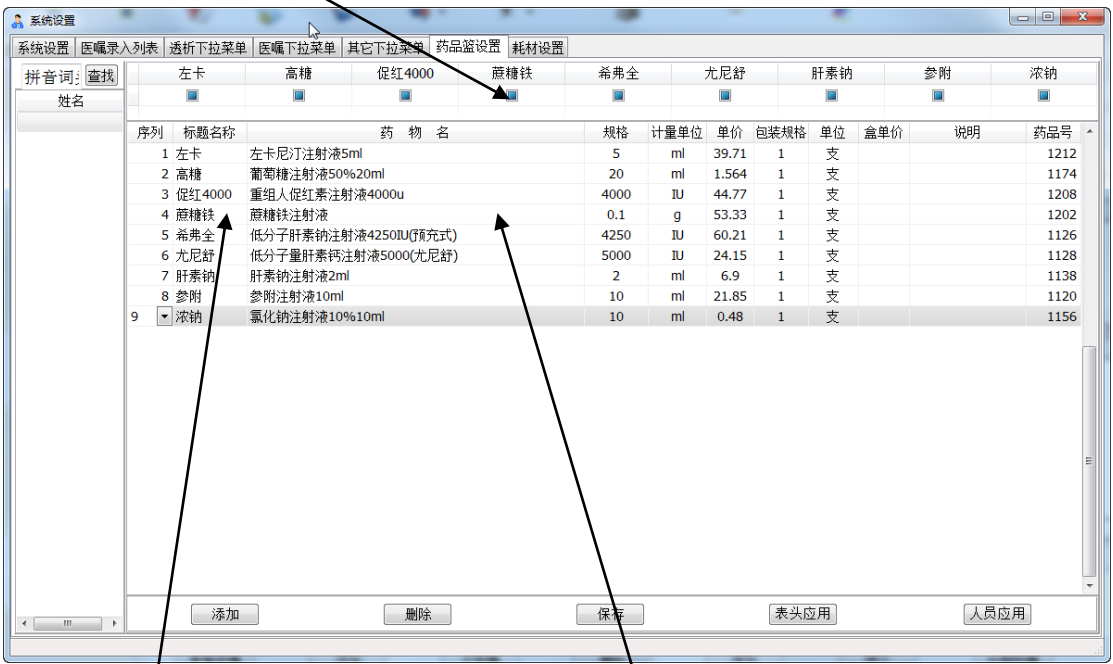 系统设置
系统设置 医嘱录入列表 透析下拉菜单 医嘱下拉菜单 其它下拉菜单 药品篮设置 耗材设置
拼音词 查找
姓名
左卡 高糖 促红4000 蔗糖铁 希弗全 尤尼舒 肝素钠 参附 浓钠
序列 标题名称 药 物 名 规格 计量单位 单价 包装规格 单位 盒单价 说明 药品号
1 左卡 左卡尼汀注射液5ml 5 ml 39.71 1 支 1212
2 高糖 葡萄糖注射液50%20ml 20 ml 1.564 1 支 1174
3 促红4000 重组人促红素注射液4000u 4000 IU 44.77 1 支 1208
4 蔗糖铁 蔗糖铁注射液 0.1 g 53.33 1 支 1202
5 希弗全 低分子肝素钠注射液4250IU(预充式) 4250 IU 60.21 1 支 1126
6 尤尼舒 低分子量肝素钙注射液5000(尤尼舒) 5000 IU 24.15 1 支 1128
7 肝素钠 肝素钠注射液2ml 2 ml 6.9 1 支 1138
8 参附 参附注射液10ml 10 ml 21.85 1 支 1120
9 浓钠 氯化钠注射液10%10ml 10 ml 0.48 1 支 1156
添加 删除 保存 表头应用 人员应用